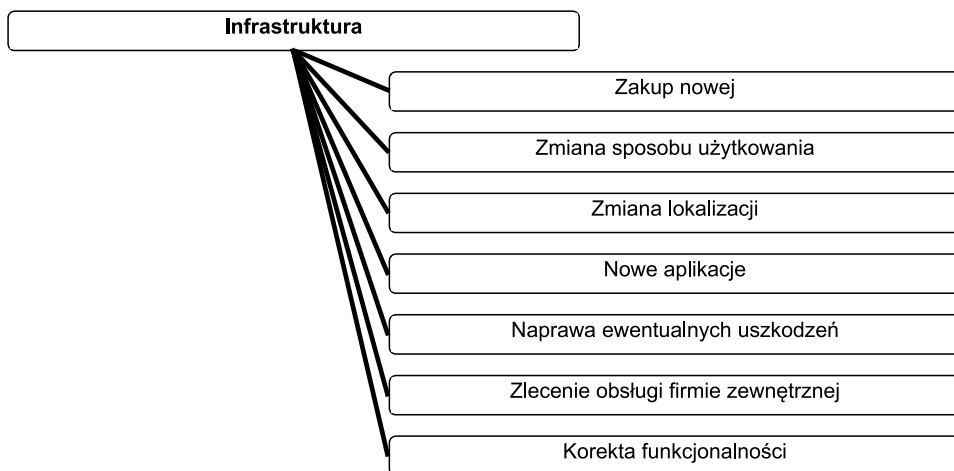 Infrastruktura
Zakup nowej
Zmiana sposobu użytkowania
Zmiana lokalizacji
Nowe aplikacje
Naprawa ewentualnych uszkodzeń
Zlecenie obsługi firmie zewnętrznej
Korekta funkcjonalności